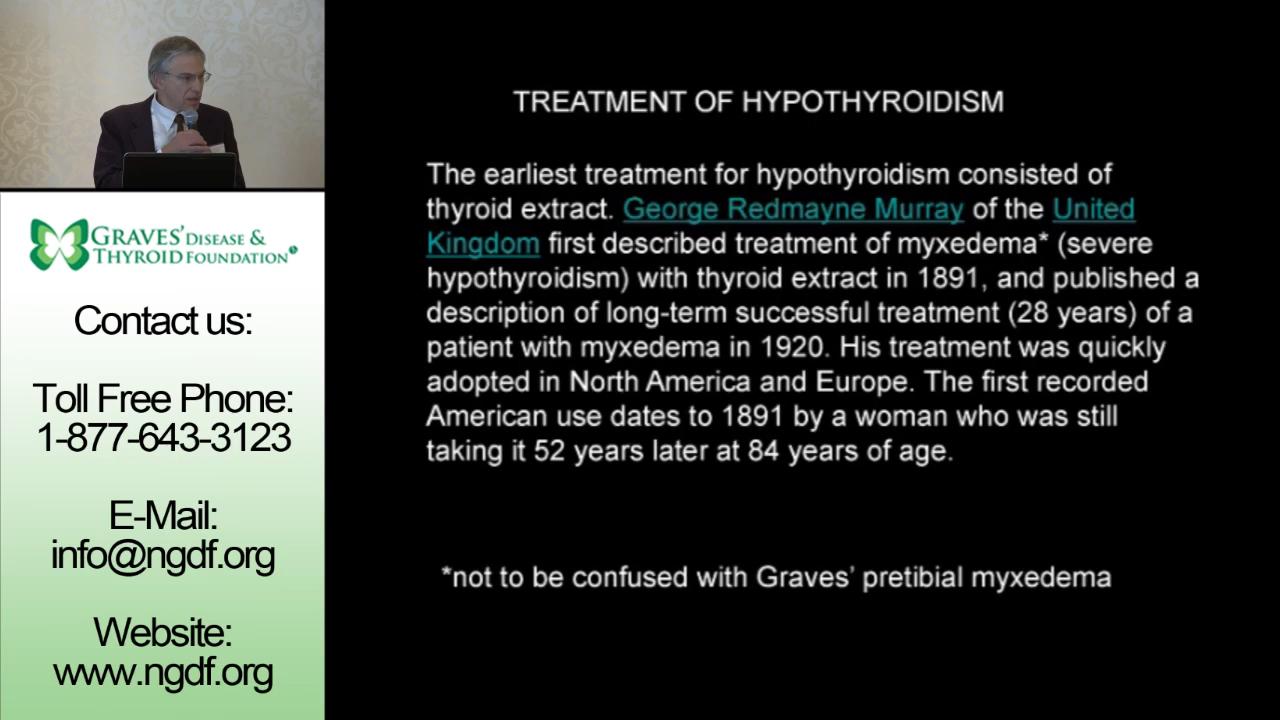 GRAVES' DISEASE &
THYROID FOUNDATION
Contact us:
Toll Free Phone:
1-877-643-3123
E-Mail:
info@ngdf.org
Website:
www.ngdf.org
TREATMENT OF HYPOTHYROIDISM
The earliest treatment for hypothyroidism consisted of
thyroid extract. George Redmayne Murray of the United
Kingdom first described treatment of myxedema* (severe
hypothyroidism) with thyroid extract in 1891, and published a
description of long-term successful treatment (28 years) of a
patient with myxedema in 1920. His treatment was quickly
adopted in North America and Europe. The first recorded
American use dates to 1891 by a woman who was still
taking it 52 years later at 84 years of age.
*not to be confused with Graves' pretibial myxedema